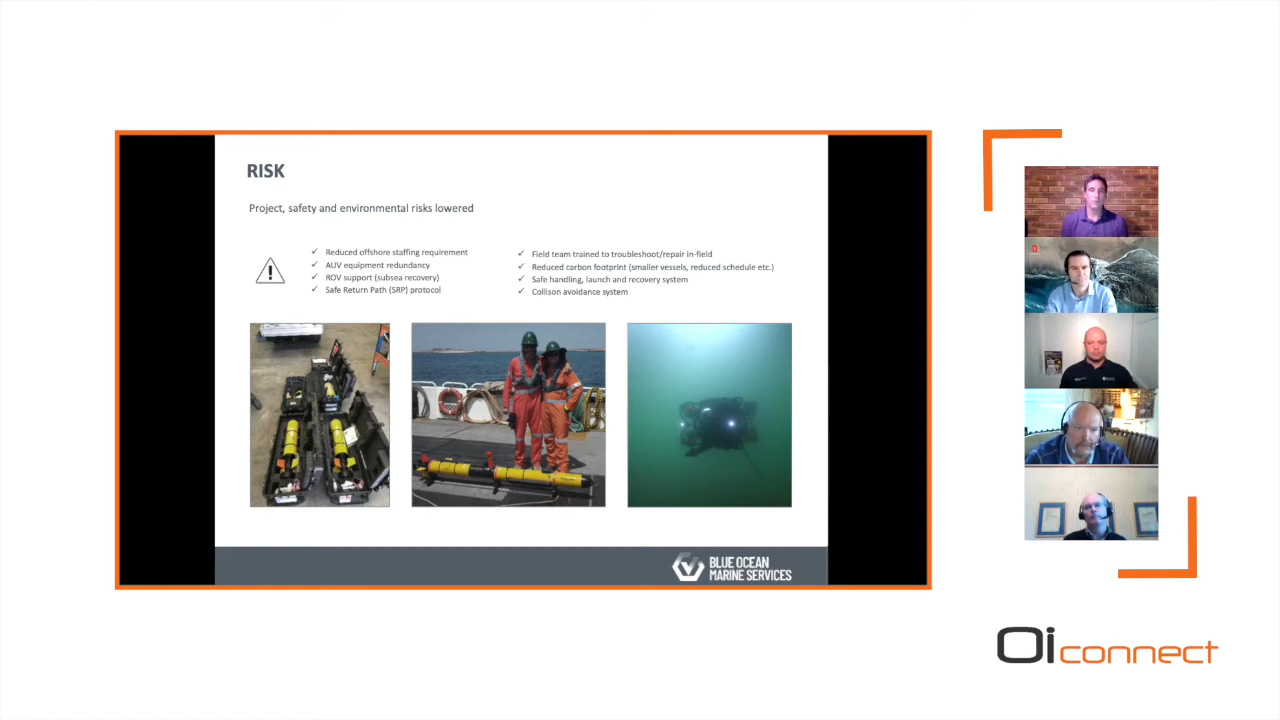 RISK
Project, safety and environmental risks lowered
✓ Reduced offshore staffing requirement
✓ AUV equipment redundancy
✓ ROV support (subsea recovery)
✓ Safe Return Path (SRP) protocol
✓ Field team trained to troubleshoot/repair in-field
✓ Reduced carbon footprint (smaller vessels, reduced schedule etc.)
✓ Safe handling, launch and recovery system
✓ Collison avoidance system
BLUE OCEAN
MARINE SERVICES
Oi connect